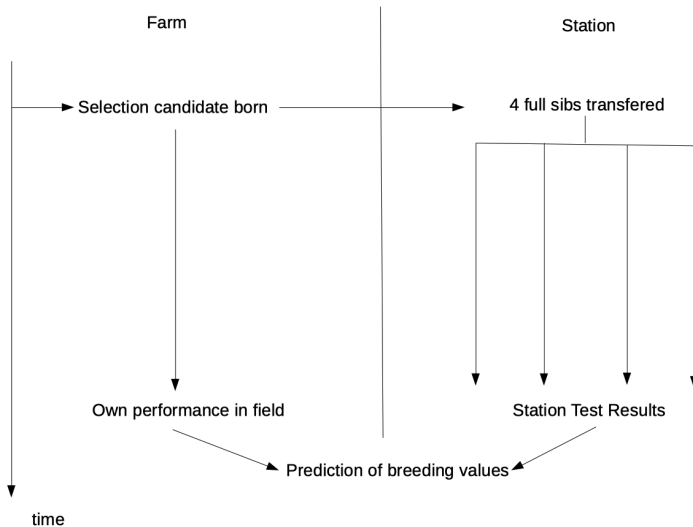 Farm
Station
Selection candidate born
4 full sibs transfered
Own performance in field
Station Test Results
Prediction of breeding values
time